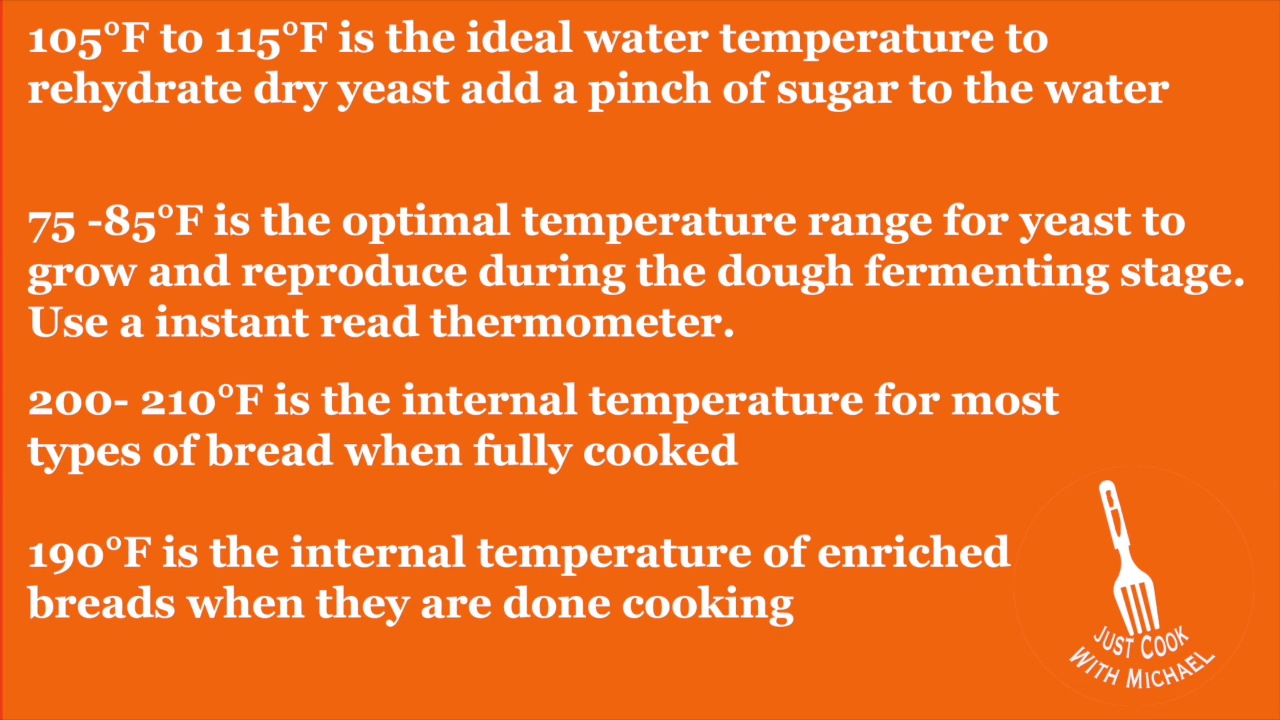 105°F to 115°F is the ideal water temperature to
rehydrate dry yeast add a pinch of sugar to the water
75 -85°F is the optimal temperature range for yeast to
grow and reproduce during the dough fermenting stage.
Use a instant read thermometer.
200- 210°F is the internal temperature for most
types of bread when fully cooked
190°F is the internal temperature of enriched
breads when they are done cooking
JUST COOK
WITH MICHAEL